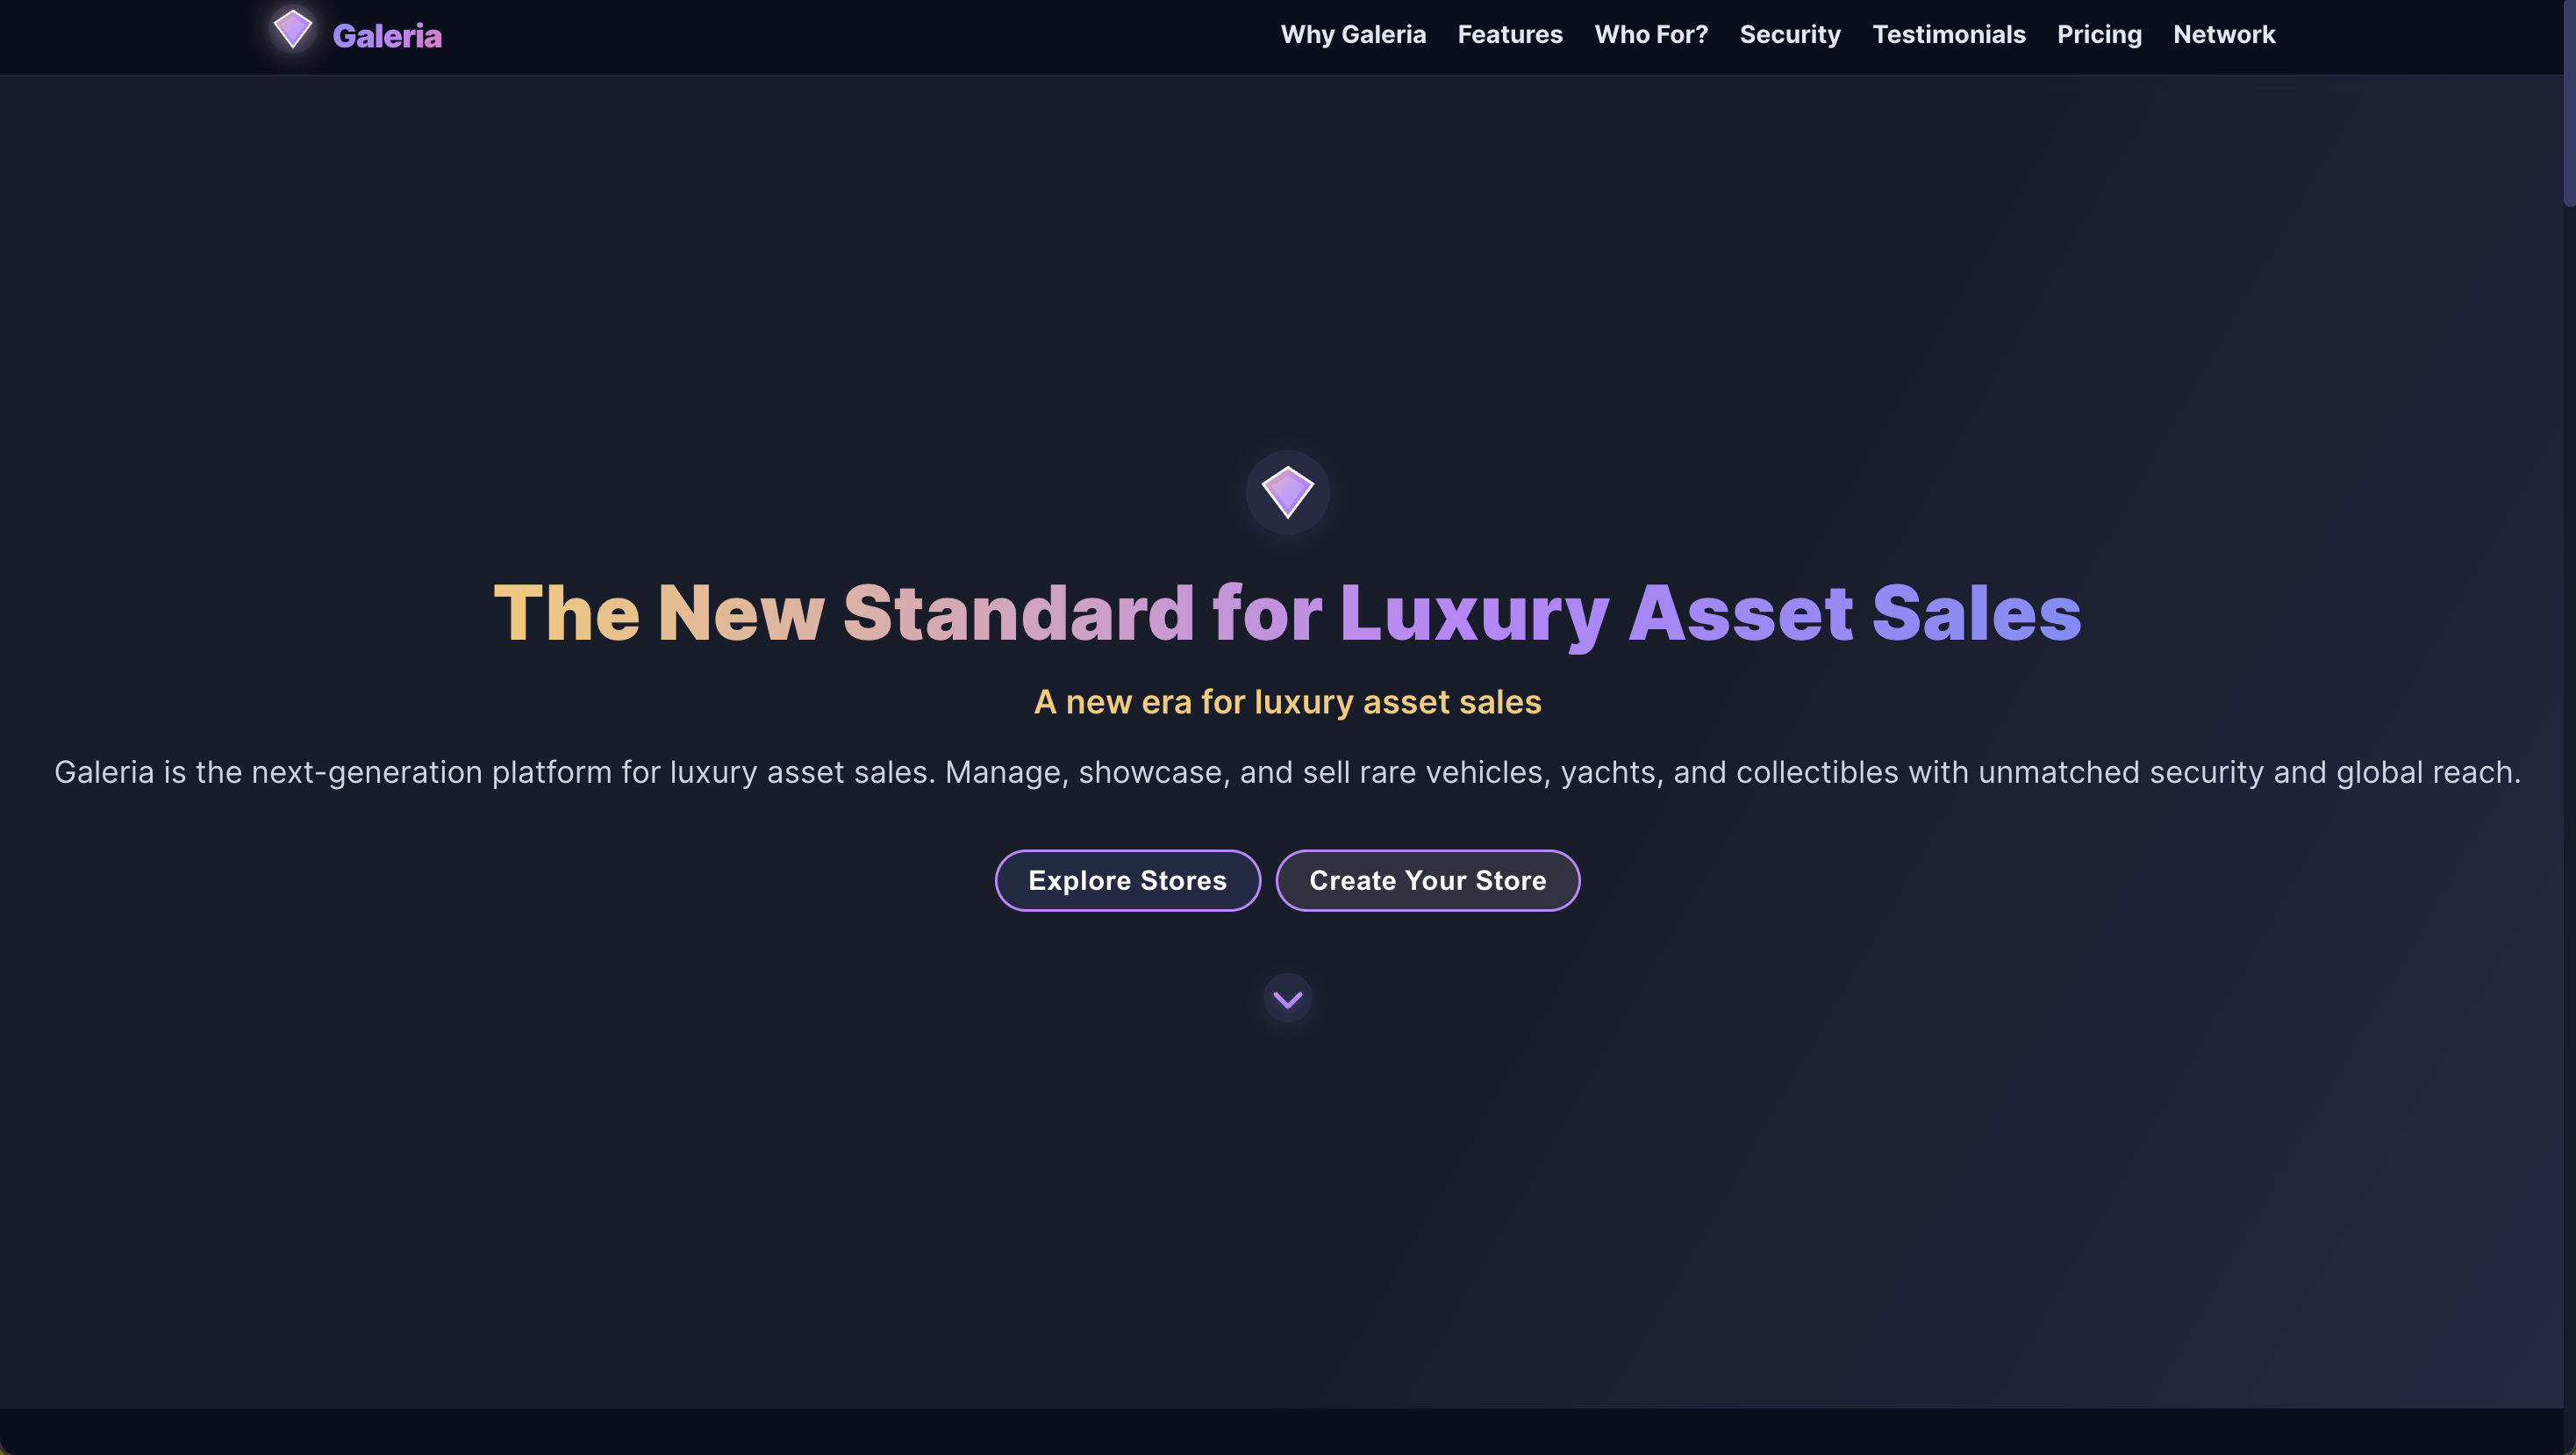 Galeria
Why Galeria Features Who For? Security Testimonials Pricing Network
The New Standard for Luxury Asset Sales
A new era for luxury asset sales
Galeria is the next-generation platform for luxury asset sales. Manage, showcase, and sell rare vehicles, yachts, and collectibles with unmatched security and global reach.
Explore Stores Create Your Store